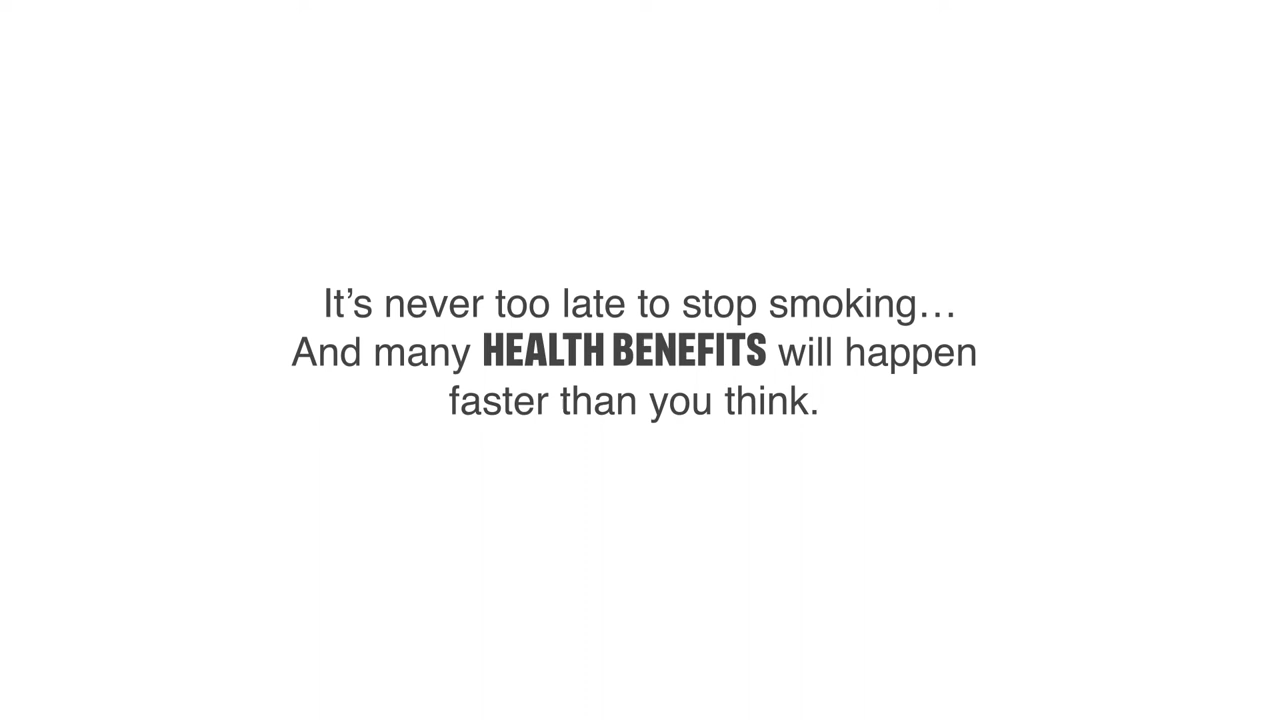 It’s never too late to stop smoking…
And many HEALTH BENEFITS will happen
faster than you think.